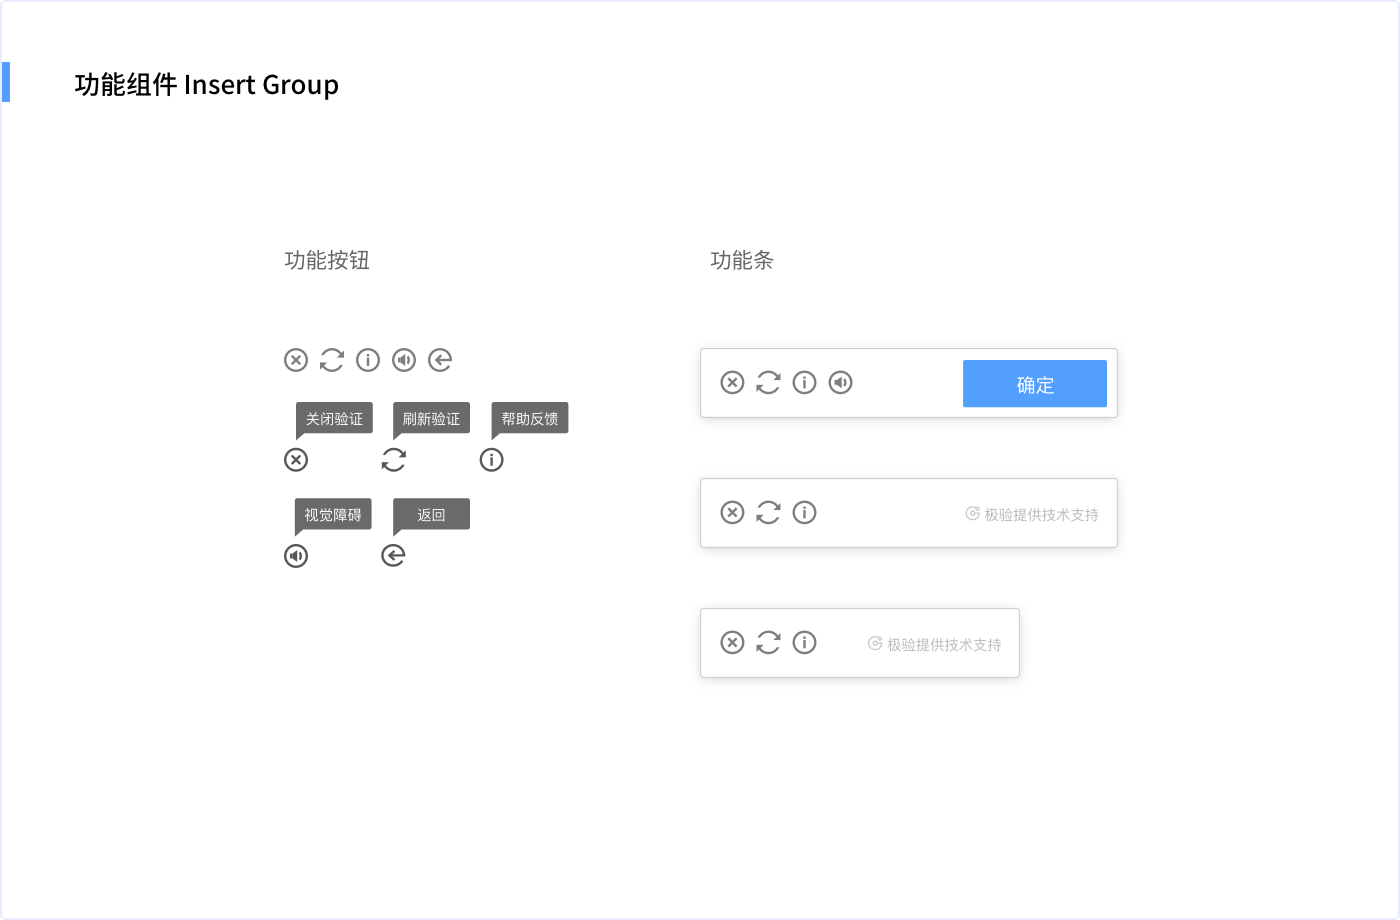 功能组件 Insert Group
功能按钮
关闭验证
刷新验证
帮助反馈
视觉障碍
返回
功能条
确定
极验提供技术支持
极验提供技术支持